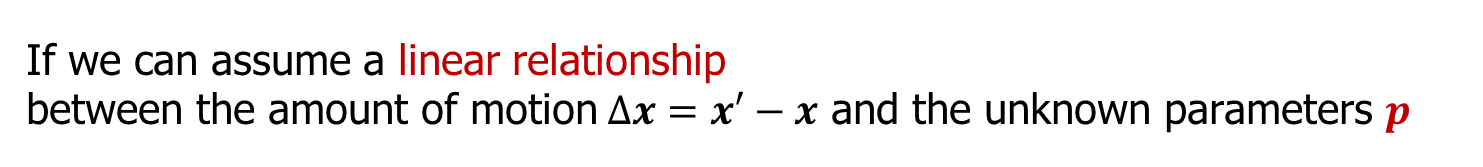 If we can assume a linear relationship
between the amount of motion Δx = x′ − x and the unknown parameters p